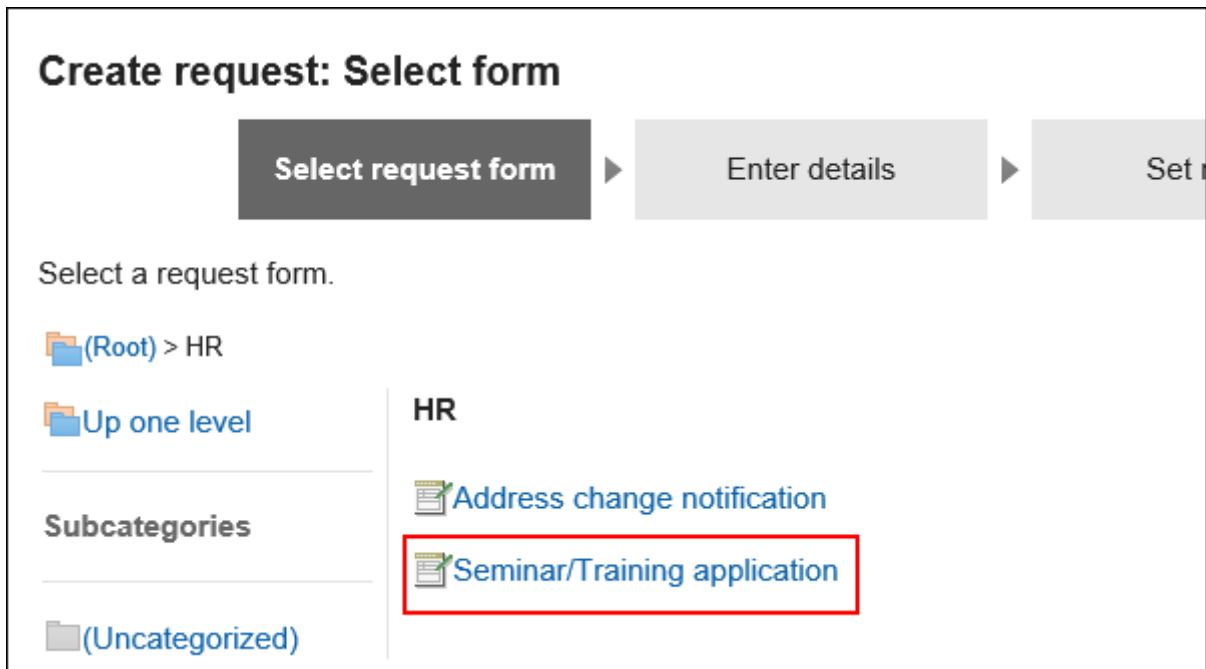 Create request: Select form
Select request form
Enter details
Set
Select a request form.
(Root) > HR
Up one level
Subcategories
(Uncategorized)
HR
Address change notification
Seminar/Training application